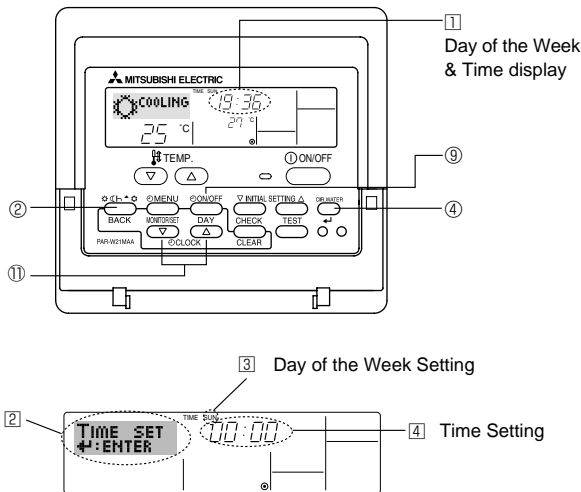 1
Day of the Week
& Time display
MITSUBISHI ELECTRIC
TIME SUN
COOLING
19:36
25 °C
27 °C
TEMP.
ON/OFF
9
2
MENU
ON/OFF
INITIAL SETTING
CIR.WATER
4
BACK
MONITOR/SET
DAY
CHECK
TEST
PAR-W21MAA
CLOCK
CLEAR
11
3 Day of the Week Setting
2
TIME SUN
TIME SET
↵:ENTER
00:00
4 Time Setting